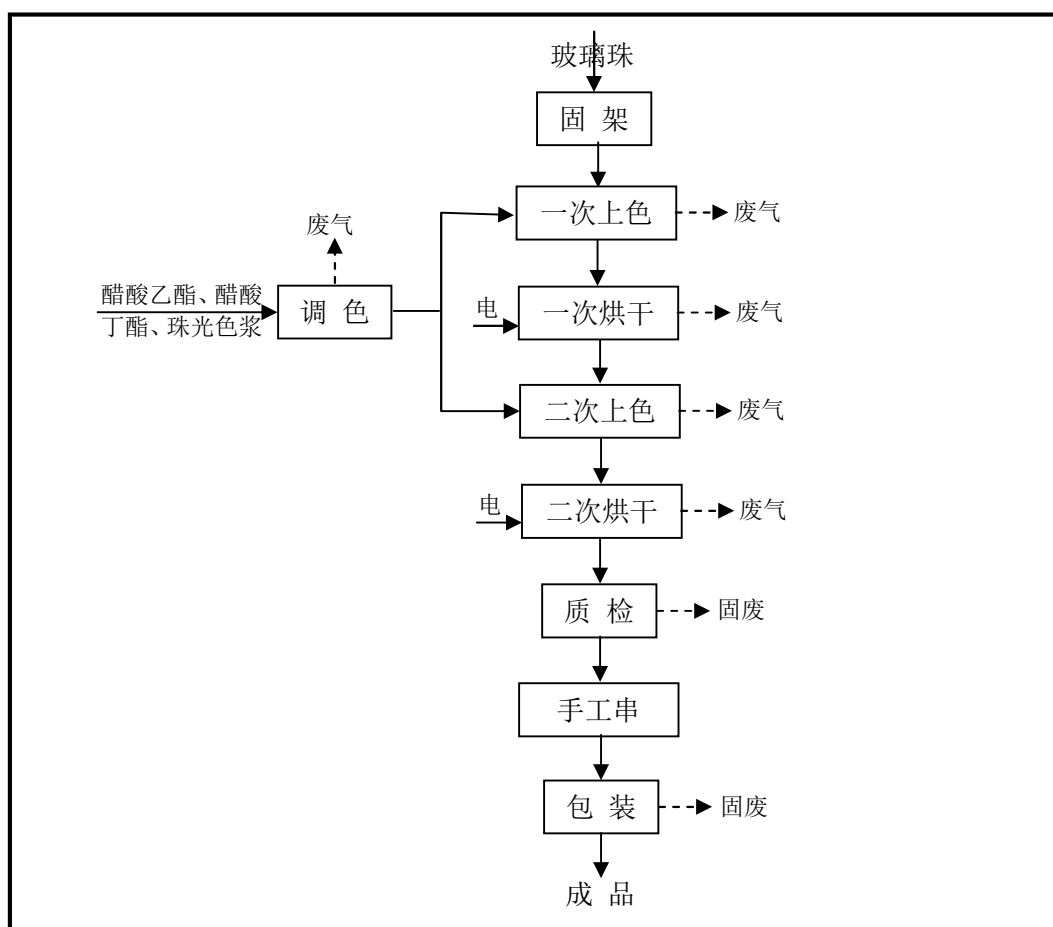 玻璃珠
固 架
一次上色
废气
废气
醋酸乙酯、醋酸
丁酯、珠光色浆
调 色
电
一次烘干
废气
二次上色
废气
电
二次烘干
废气
质 检
固废
手工串
包 装
固废
成 品